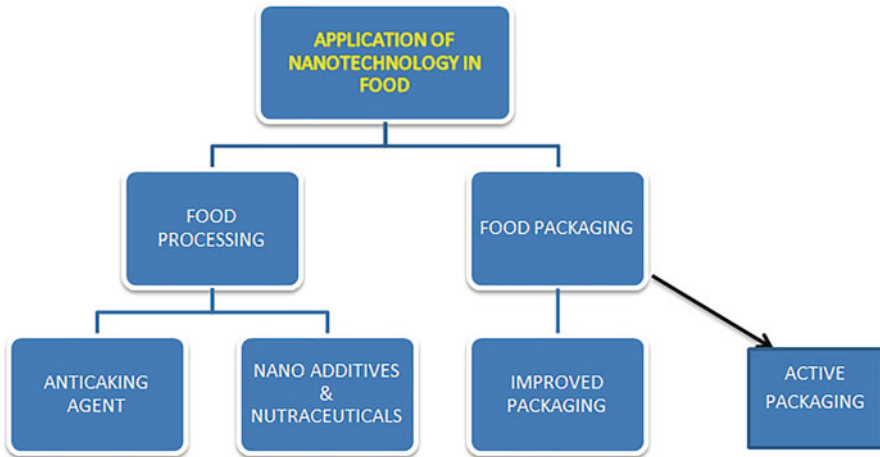 APPLICATION OF
NANOTECHNOLOGY IN
FOOD
FOOD
PROCESSING
FOOD PACKAGING
ANTICAKING
AGENT
NANO ADDITIVES
&
NUTRACEUTICALS
IMPROVED
PACKAGING
ACTIVE
PACKAGING